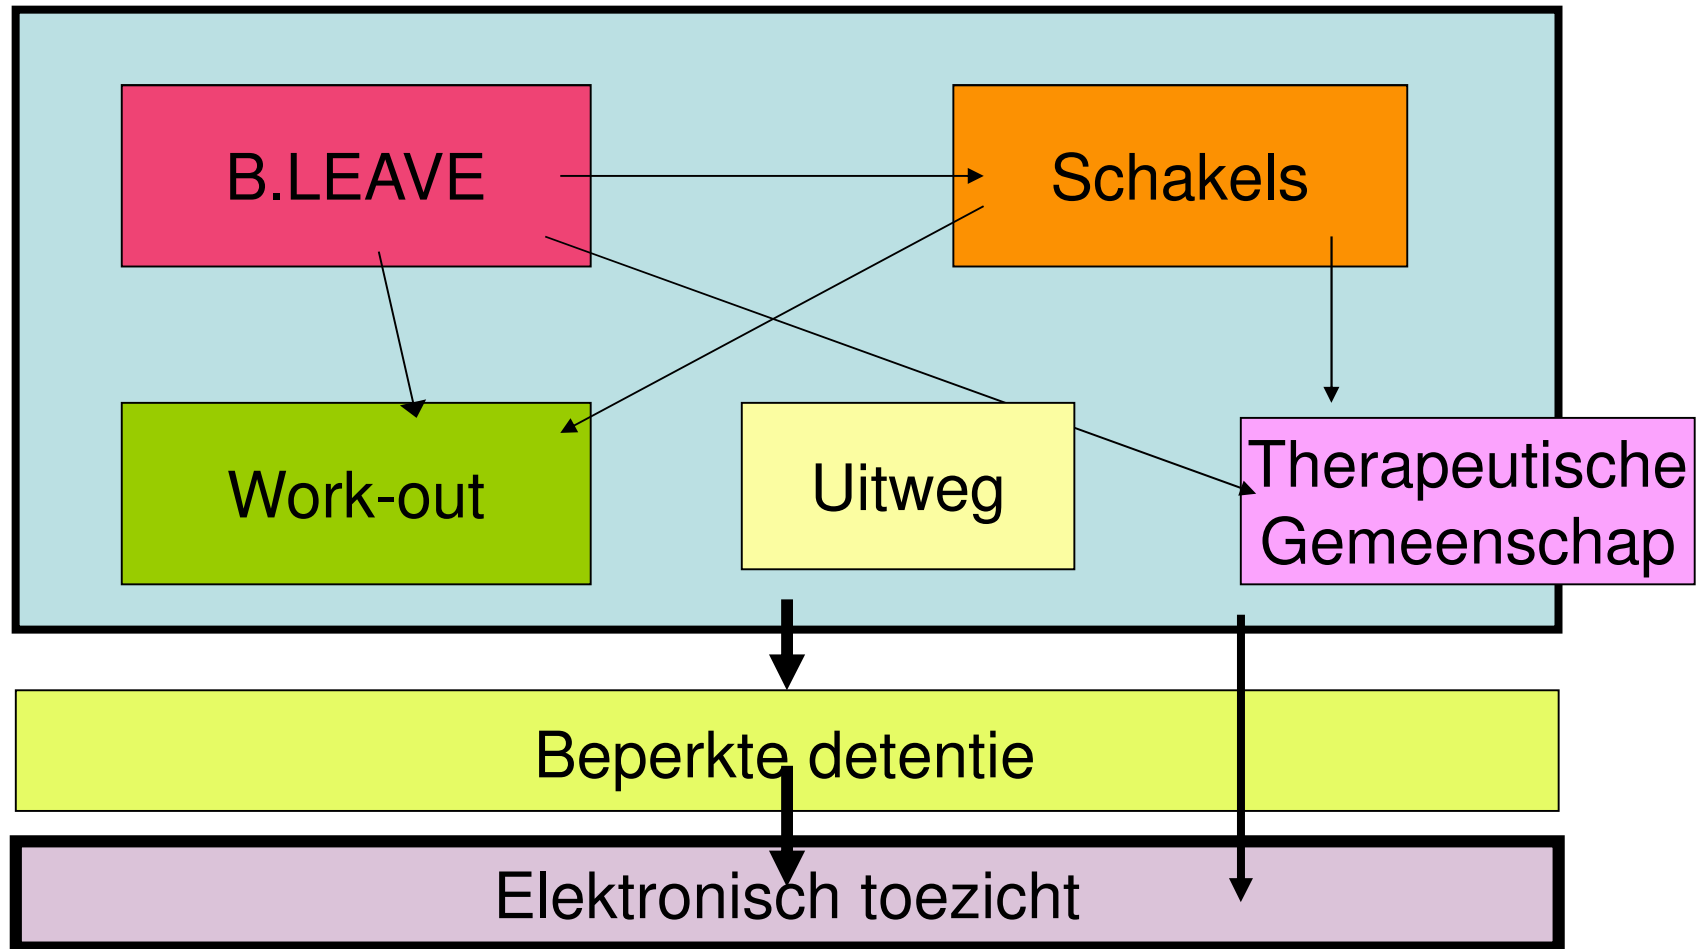 B.LEAVE
Schakels
Work-out
Uitweg
Therapeutische
Gemeenschap
Beperkte detentie
Elektronisch toezicht